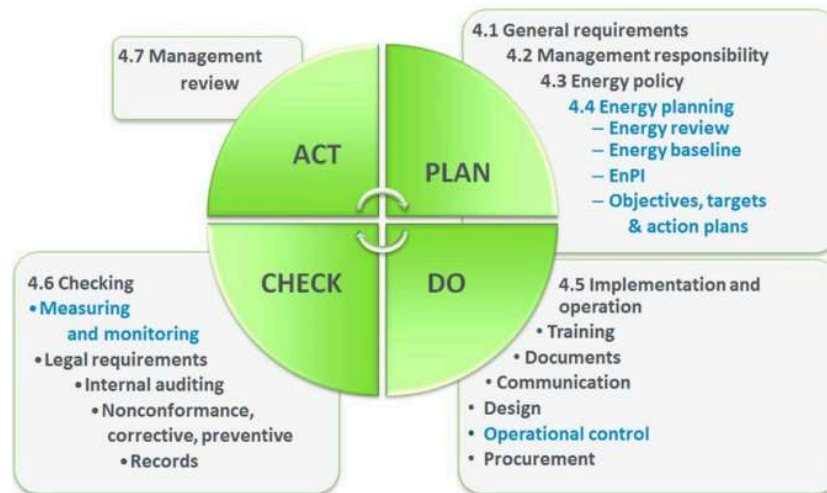 4.7 Management
review
4.1 General requirements
4.2 Management responsibility
4.3 Energy policy
4.4 Energy planning
– Energy review
– Energy baseline
– EnPI
– Objectives, targets
& action plans
ACT
PLAN
CHECK
DO
4.6 Checking
• Measuring
and monitoring
• Legal requirements
• Internal auditing
• Nonconformance,
corrective, preventive
• Records
4.5 Implementation and
operation
• Training
• Documents
• Communication
• Design
• Operational control
• Procurement